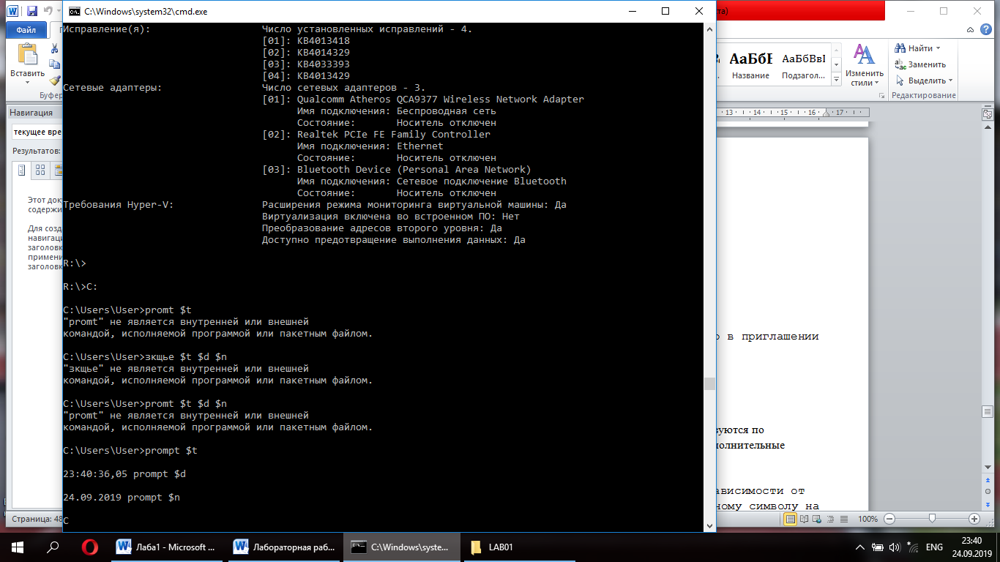 C:\Windows\system32\cmd.exe
Файл
Вставить
Буфер
Навигация
текущее вре
Результатов:
Этот док
содержи
Для созд
навигаци
заголовк
примени
заголовк
Страница: 48
Исправление(я): Число установленных исправлений - 4.
[01]: KB4013418
[02]: KB4014329
[03]: KB4033393
[04]: KB4013429
Сетевые адаптеры: Число сетевых адаптеров - 3.
[01]: Qualcomm Atheros QCA9377 Wireless Network Adapter
Имя подключения: Беспроводная сеть
Состояние: Носитель отключен
[02]: Realtek PCIe FE Family Controller
Имя подключения: Ethernet
Состояние: Носитель отключен
[03]: Bluetooth Device (Personal Area Network)
Имя подключения: Сетевое подключение Bluetooth
Состояние: Носитель отключен
Требования Hyper-V: Расширения режима мониторинга виртуальной машины: Да
Виртуализация включена во встроенном ПО: Нет
Преобразование адресов второго уровня: Да
Доступно предотвращение выполнения данных: Да
R:\>
R:\>C:
C:\Users\User>promt $t
"promt" не является внутренней или внешней
командой, исполняемой программой или пакетным файлом.
C:\Users\User>зкщье $t $d $n
"зкщье" не является внутренней или внешней
командой, исполняемой программой или пакетным файлом.
C:\Users\User>promt $t $d $n
"promt" не является внутренней или внешней
командой, исполняемой программой или пакетным файлом.
C:\Users\User>prompt $t
23:40:36,05 prompt $d
24.09.2019 prompt $n
C
та)
АаБбВ АаБбВвІ
Название Подзагол...
Изменить
стили
Найти
Заменить
Выделить
Редактирование
13 14 15 16 17
в приглашении
зуются по
полнительные
ависимости от
ному символу на
100%
Лаба1 - Microsoft ...
Лабораторная раб...
C:\Windows\syste...
LAB01
ENG
23:40
24.09.2019